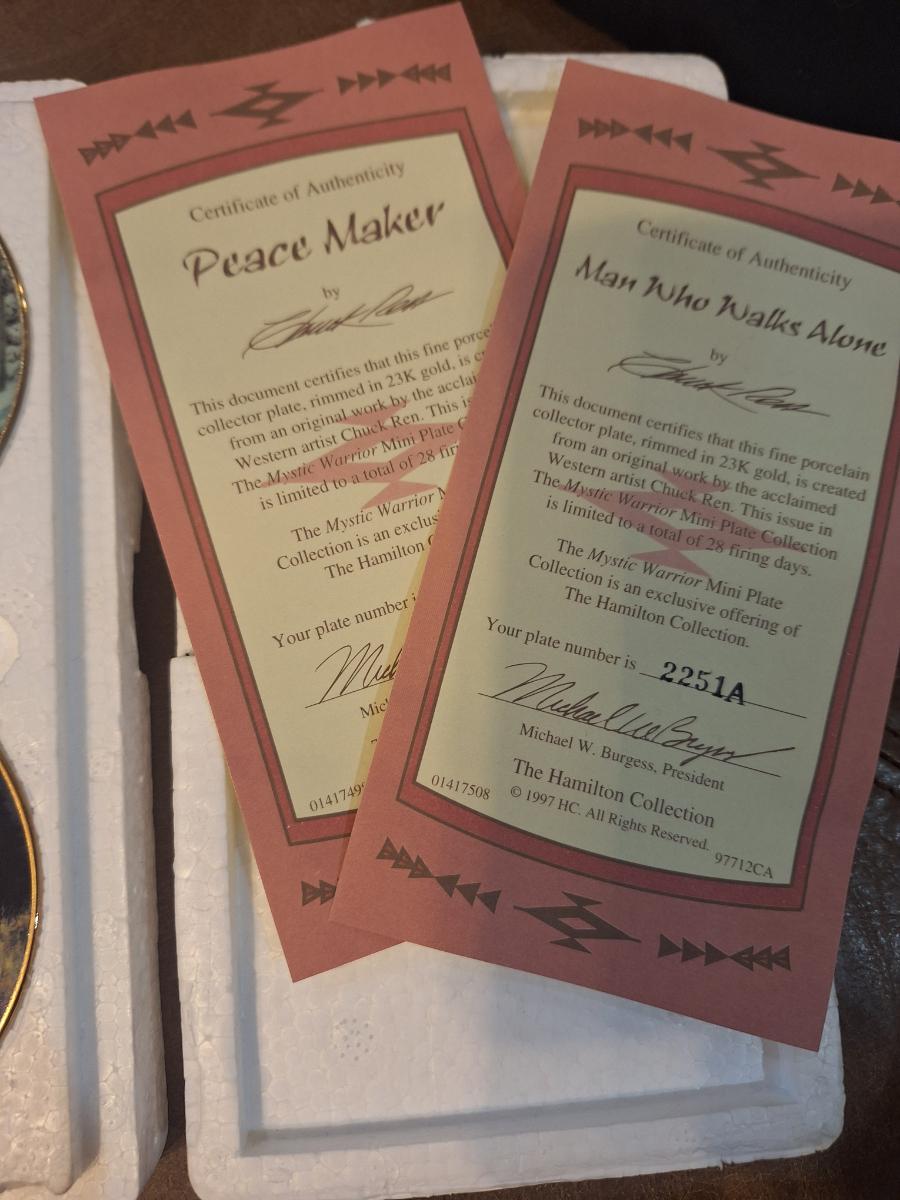 Certificate of Authenticity
Peace Maker
by
Chuck Ren
This document certifies that this fine
collector plate, rimmed in 23K gold, is
from an original work by the
Western artist Chuck Ren. This is
The Mystic Warrior Mini Plate
is limited to a total of 28
The Mystic Warrior
Collection is an
The Hamilton
Your plate number
Certificate of Authenticity
Man Who Walks Alone
by
Chuck Ren
This document certifies that this fine porcelain
collector plate, rimmed in 23K gold, is created
from an original work by the acclaimed
Western artist Chuck Ren. This issue in
The Mystic Warrior Mini Plate Collection
is limited to a total of 28 firing days.
The Mystic Warrior Mini Plate
Collection is an exclusive offering of
The Hamilton Collection.
Your plate number is 2251A
Michael W. Burgess
Michael W. Burgess, President
The Hamilton Collection
01417508 © 1997 HC. All Rights Reserved.
97712CA